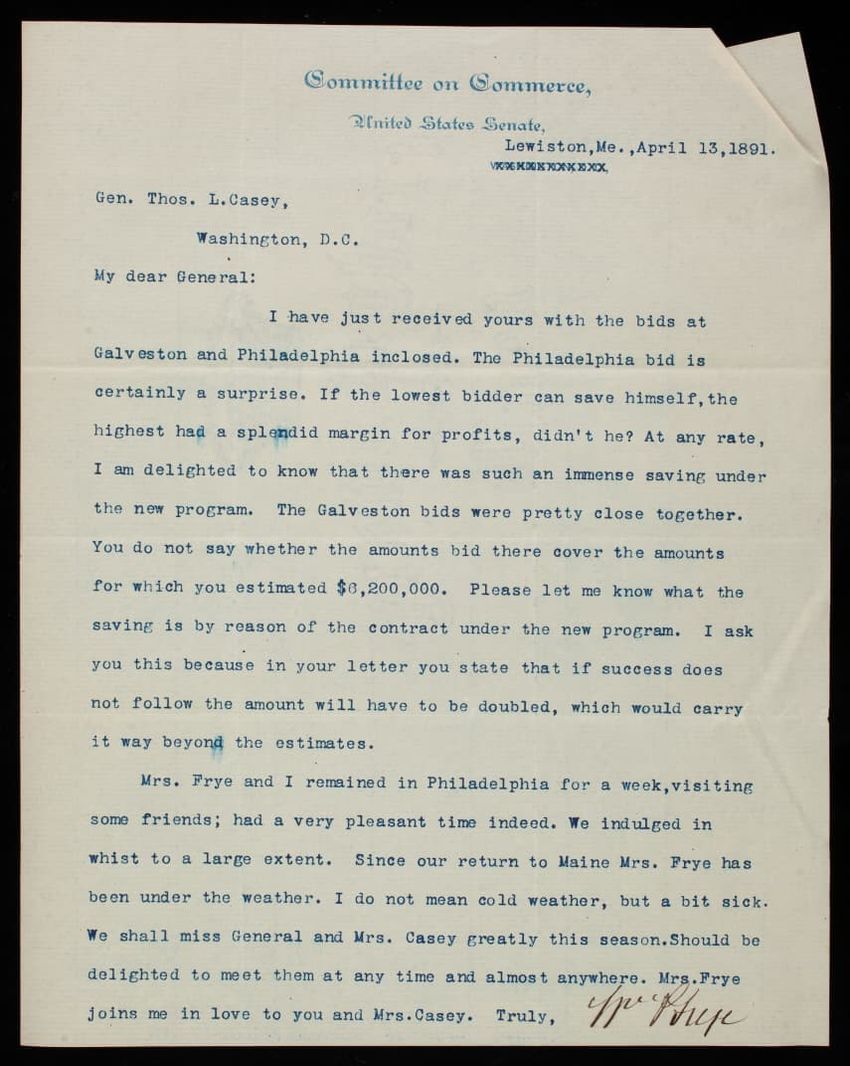 Committee on Commerce,
United States Senate,
Lewiston,Me.,April 13,1891.
Gen. Thos. L.Casey,
Washington, D.C.
My dear General:
I have just received yours with the bids at
Galveston and Philadelphia inclosed. The Philadelphia bid is
certainly a surprise. If the lowest bidder can save himself,the
highest had a splendid margin for profits, didn't he? At any rate,
I am delighted to know that there was such an immense saving under
the new program.  The Galveston bids were pretty close together.
You do not say whether the amounts bid there cover the amounts
for which you estimated $6,200,000.  Please let me know what the
saving is by reason of the contract under the new program.  I ask
you this because in your letter you state that if success does
not follow the amount will have to be doubled, which would carry
it way beyond the estimates.
Mrs. Frye and I remained in Philadelphia for a week,visiting
some friends; had a very pleasant time indeed. We indulged in
whist to a large extent.  Since our return to Maine Mrs. Frye has
been under the weather. I do not mean cold weather, but a bit sick.
We shall miss General and Mrs. Casey greatly this season.Should be
delighted to meet them at any time and almost anywhere. Mrs.Frye
joins me in love to you and Mrs.Casey.  Truly, Wm P Frye